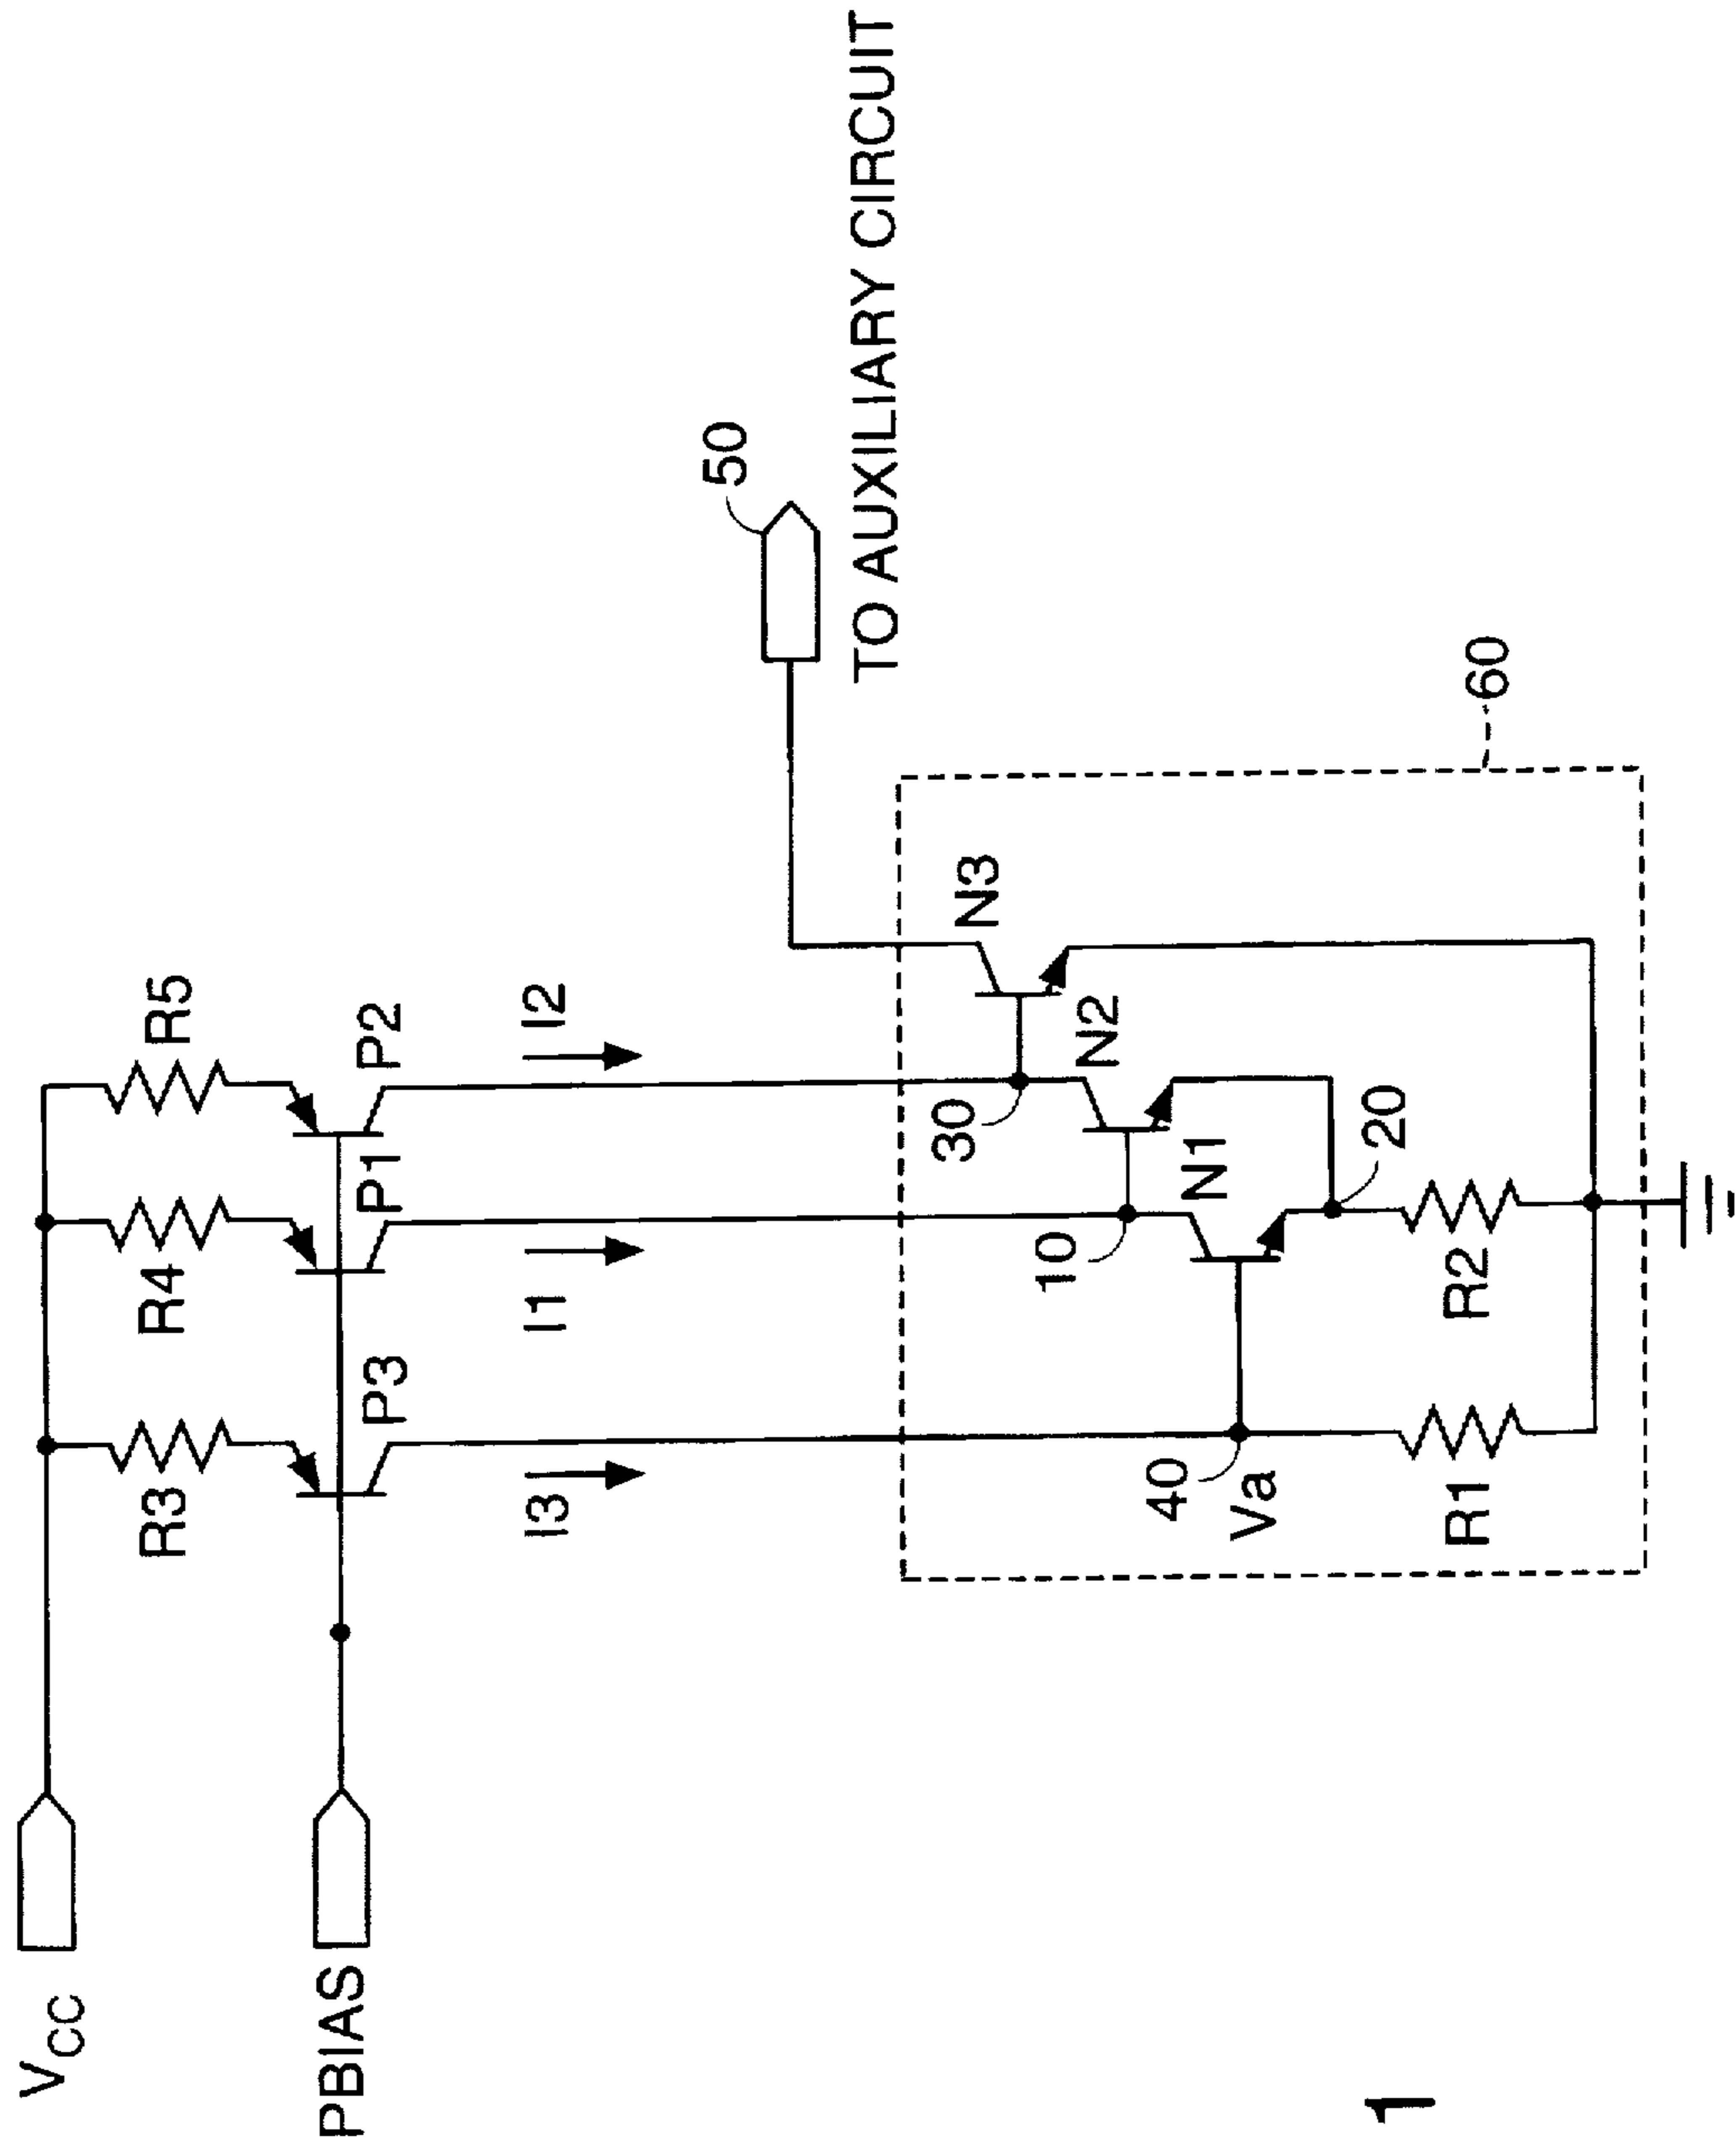 VCC
PBIAS
R3
R4
R5
P3
P1
P2
I3
I1
I2
50
TO AUXILIARY CIRCUIT
N3
30
N2
10
N1
40
Va
20
R1
R2
60
1